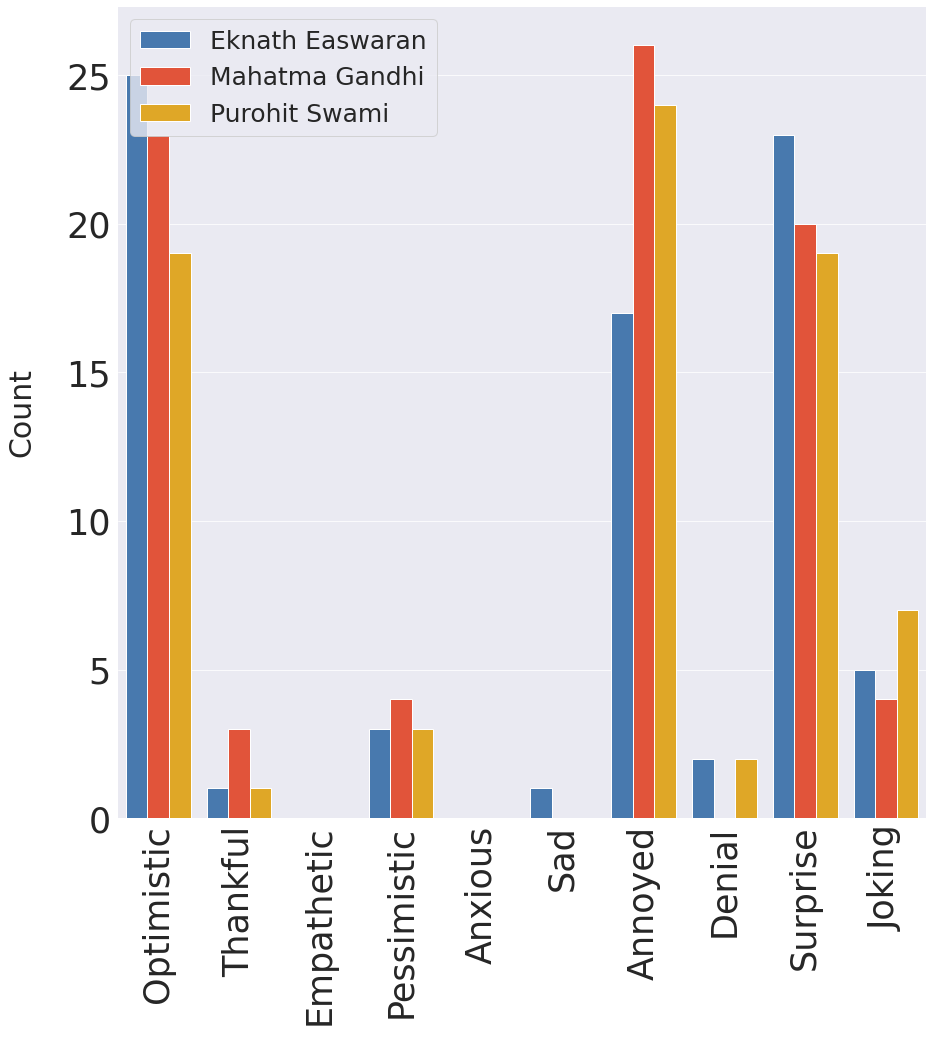 Eknath Easwaran
Mahatma Gandhi
Purohit Swami
25
20
15
10
5
0
Count
Optimistic
Thankful
Empathetic
Pessimistic
Anxious
Sad
Annoyed
Denial
Surprise
Joking